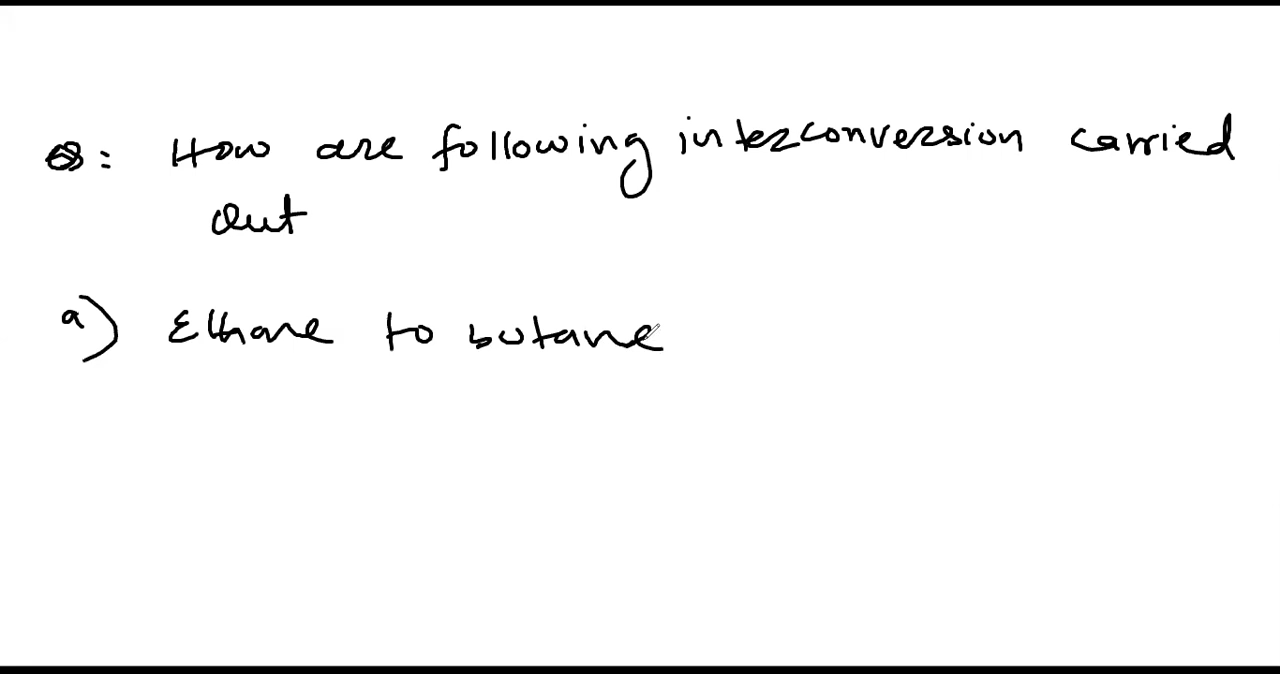 Q: How are following interconversion carried
out
a) Ethane to butane